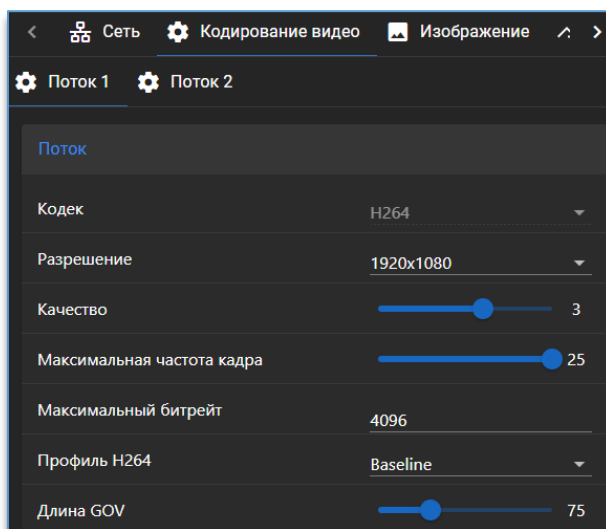 Сеть Кодирование видео Изображение
Поток 1 Поток 2
Поток
Кодек H264
Разрешение 1920x1080
Качество 3
Максимальная частота кадра 25
Максимальный битрейт 4096
Профиль H264 Baseline
Длина GOV 75